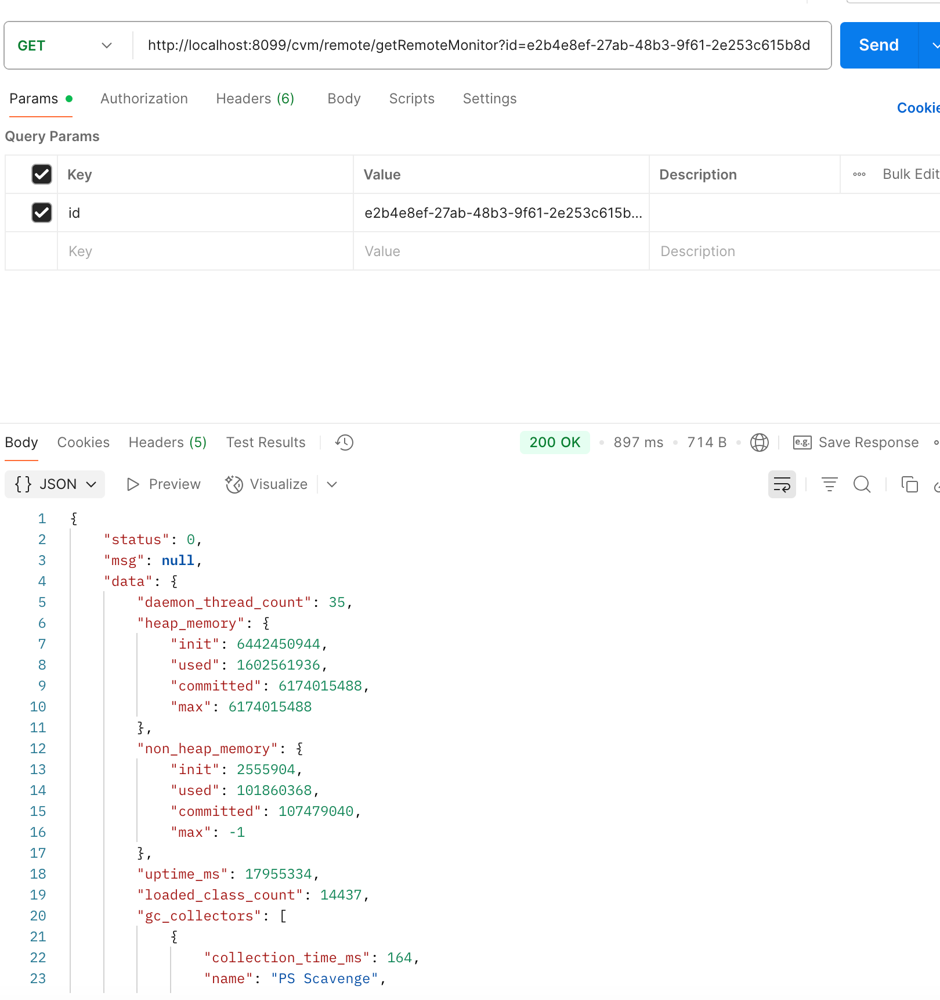 GET http://localhost:8099/cvm/remote/getRemoteMonitor?id=e2b4e8ef-27ab-48b3-9f61-2e253c615b8d Send
Params Authorization Headers (6) Body Scripts Settings
Cookie
Query Params
Key Value Description Bulk Edit
id e2b4e8ef-27ab-48b3-9f61-2e253c615b...
Key Value Description
Body Cookies Headers (5) Test Results 200 OK 897 ms 714 B e.g. Save Response
{ } JSON Preview Visualize
1 {
2 "status": 0,
3 "msg": null,
4 "data": {
5 "daemon_thread_count": 35,
6 "heap_memory": {
7 "init": 6442450944,
8 "used": 1602561936,
9 "committed": 6174015488,
10 "max": 6174015488
11 },
12 "non_heap_memory": {
13 "init": 2555904,
14 "used": 101860368,
15 "committed": 107479040,
16 "max": -1
17 },
18 "uptime_ms": 17955334,
19 "loaded_class_count": 14437,
20 "gc_collectors": [
21 {
22 "collection_time_ms": 164,
23 "name": "PS Scavenge",